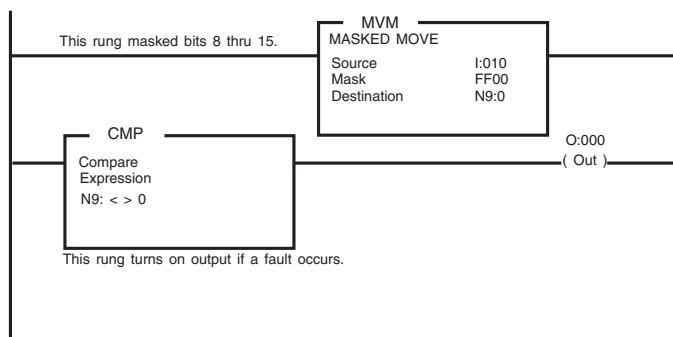 MVM
This rung masked bits 8 thru 15.
MASKED MOVE
Source I:010
Mask FF00
Destination N9:0
CMP
O:000
Compare
( Out )
Expression
N9: < > 0
This rung turns on output if a fault occurs.